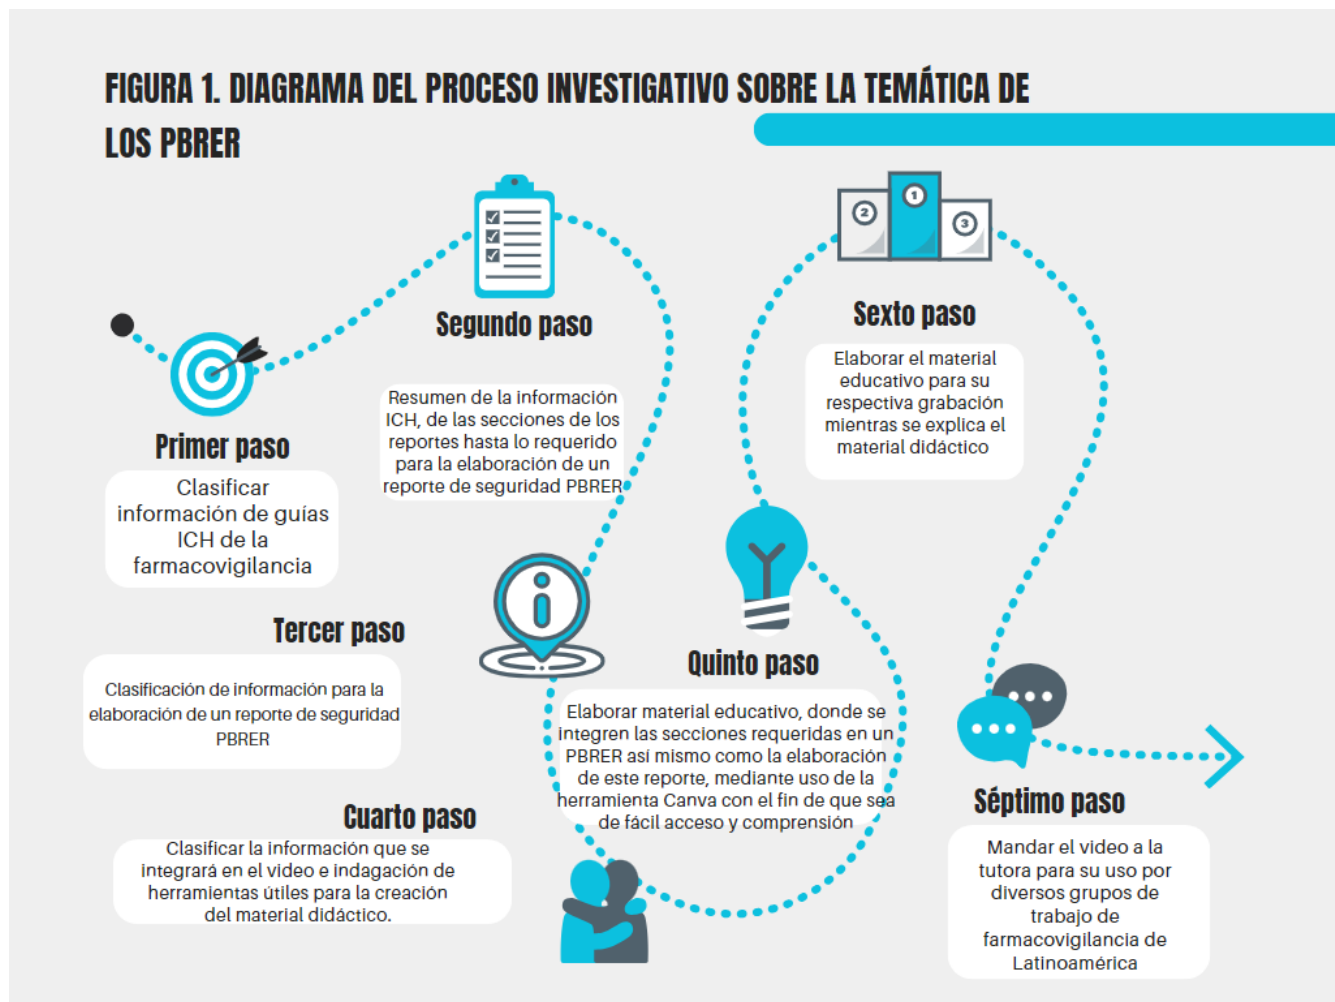 FIGURA 1. DIAGRAMA DEL PROCESO INVESTIGATIVO SOBRE LA TEMÁTICA DE
LOS PBRER
Primer paso
Clasificar
información de guías
ICH de la
farmacovigilancia
Segundo paso
Resumen de la información
ICH, de las secciones de los
reportes hasta lo requerido
para la elaboración de un
reporte de seguridad PBRER
Tercer paso
Clasificación de información para la
elaboración de un reporte de seguridad
PBRER
Cuarto paso
Clasificar la información que se
integrará en el video e indagación de
herramientas útiles para la creación
del material didáctico.
Quinto paso
Elaborar material educativo, donde se
integren las secciones requeridas en un
PBRER así mismo como la elaboración
de este reporte, mediante uso de la
herramienta Canva con el fin de que sea
de fácil acceso y comprensión
2
1
3
Sexto paso
Elaborar el material
educativo para su
respectiva grabación
mientras se explica el
material didáctico
Séptimo paso
Mandar el video a la
tutora para su uso por
diversos grupos de
trabajo de
farmacovigilancia de
Latinoamérica